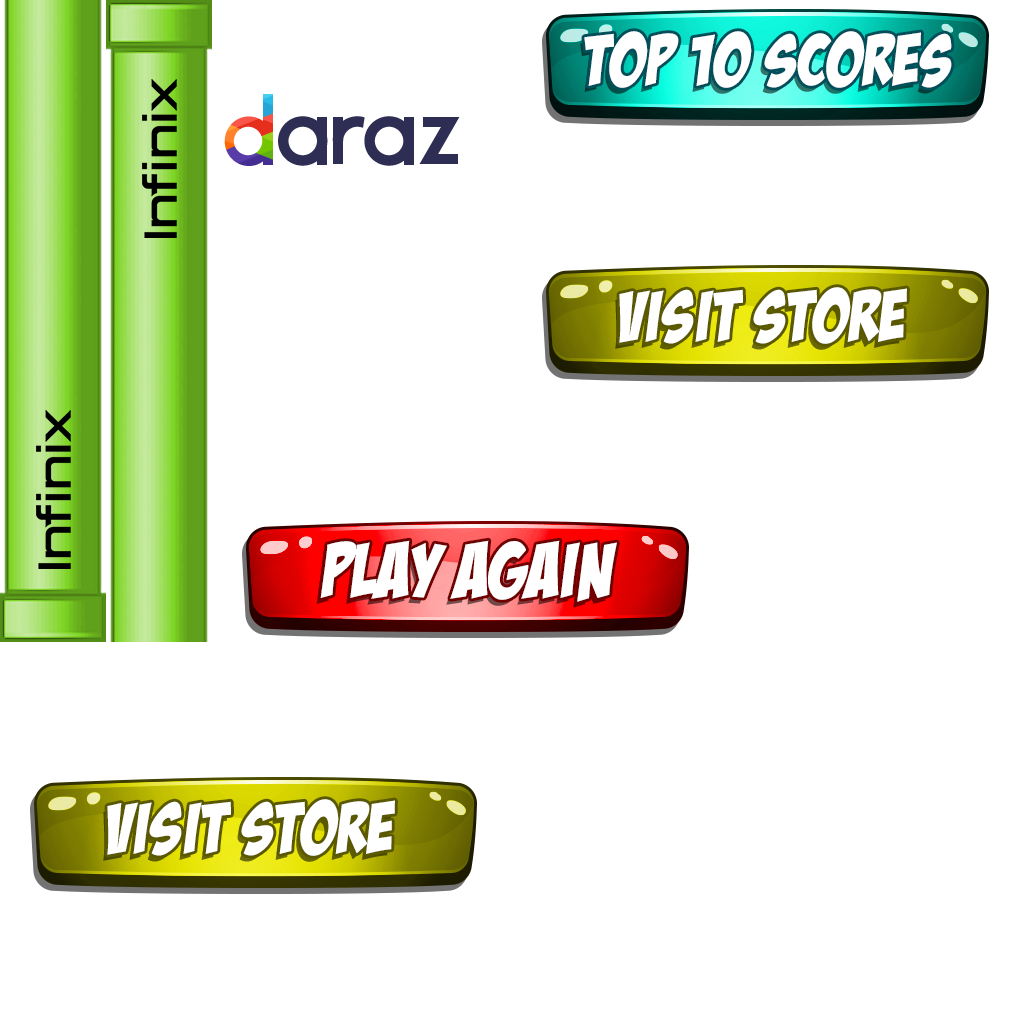 Infinix
Infinix
daraz
TOP 10 SCORES
VISIT STORE
PLAY AGAIN
VISIT STORE